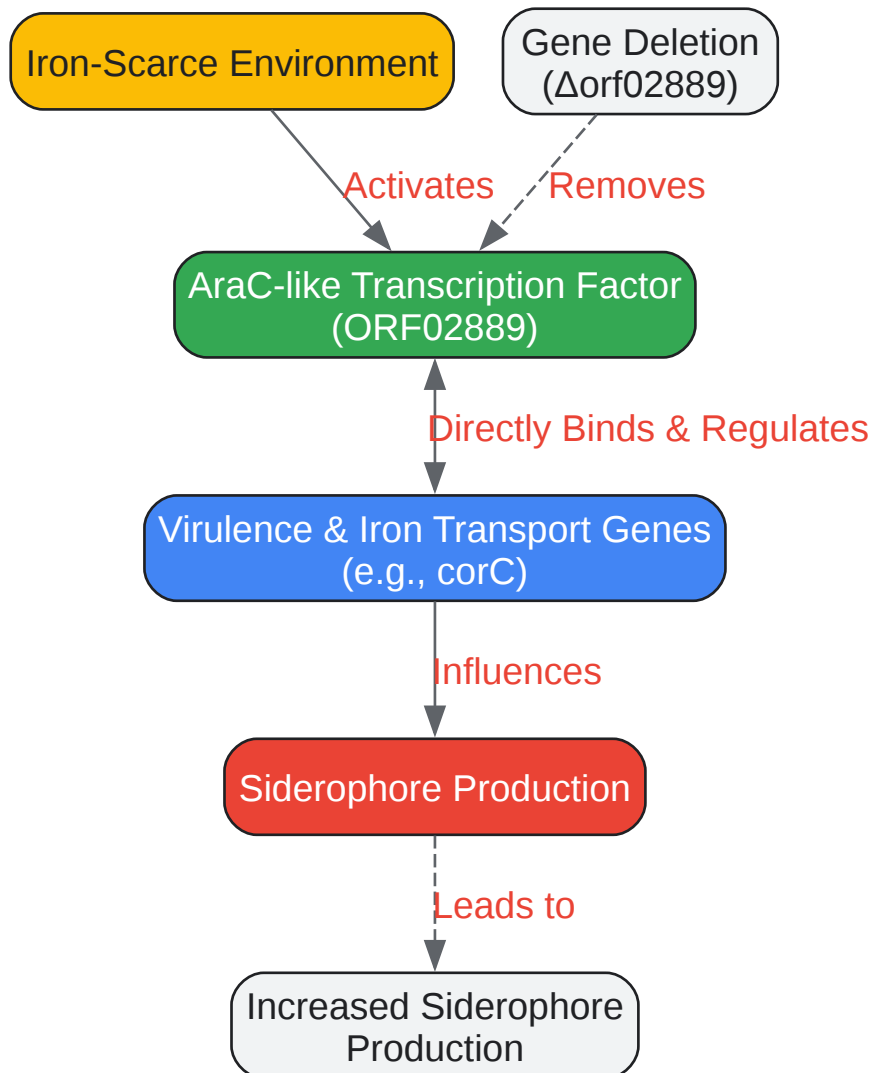 Iron-Scarce Environment
Gene Deletion
(Δorf02889)
Activates
Removes
AraC-like Transcription Factor
(ORF02889)
Directly Binds & Regulates
Virulence & Iron Transport Genes
(e.g., corC)
Influences
Siderophore Production
Leads to
Increased Siderophore
Production